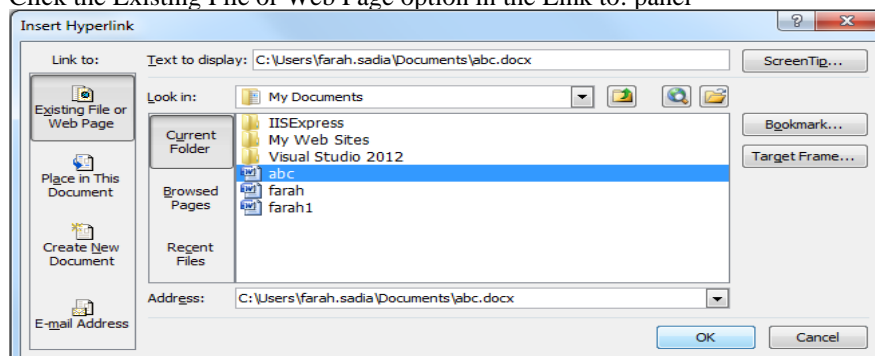 Click the Existing File or Web Page option in the Link to: panel
Insert Hyperlink
Link to:
Text to display: C:\Users\farah.sadia\Documents\abc.docx
ScreenTip...
Existing File or
Web Page
Look in:
My Documents
Current
Folder
IISExpress
My Web Sites
Visual Studio 2012
abc
farah
farah1
Bookmark...
Target Frame...
Place in This
Document
Browsed
Pages
Create New
Document
Recent
Files
E-mail Address
Address:
C:\Users\farah.sadia\Documents\abc.docx
OK
Cancel